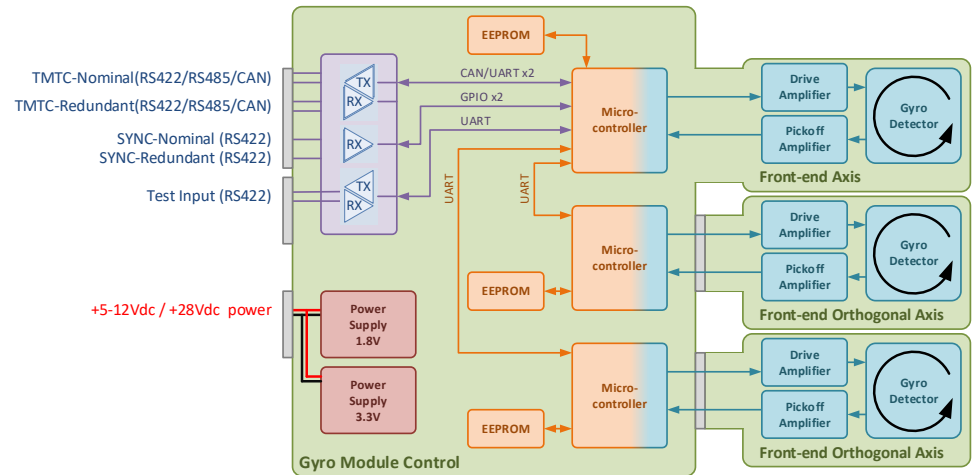 EEPROM
TMTC-Nominal(RS422/RS485/CAN)
TMTC-Redundant(RS422/RS485/CAN)
SYNC-Nominal (RS422)
SYNC-Redundant (RS422)
Test Input (RS422)
TX
RX
RX
TX
RX
CAN/UART x2
GPIO x2
UART
Micro-
controller
Drive
Amplifier
Pickoff
Amplifier
Gyro
Detector
Front-end Axis
UART
UART
Micro-
controller
EEPROM
Drive
Amplifier
Pickoff
Amplifier
Gyro
Detector
Front-end Orthogonal Axis
+5-12Vdc / +28Vdc power
Power
Supply
1.8V
Power
Supply
3.3V
Micro-
controller
EEPROM
Drive
Amplifier
Pickoff
Amplifier
Gyro
Detector
Front-end Orthogonal Axis
Gyro Module Control